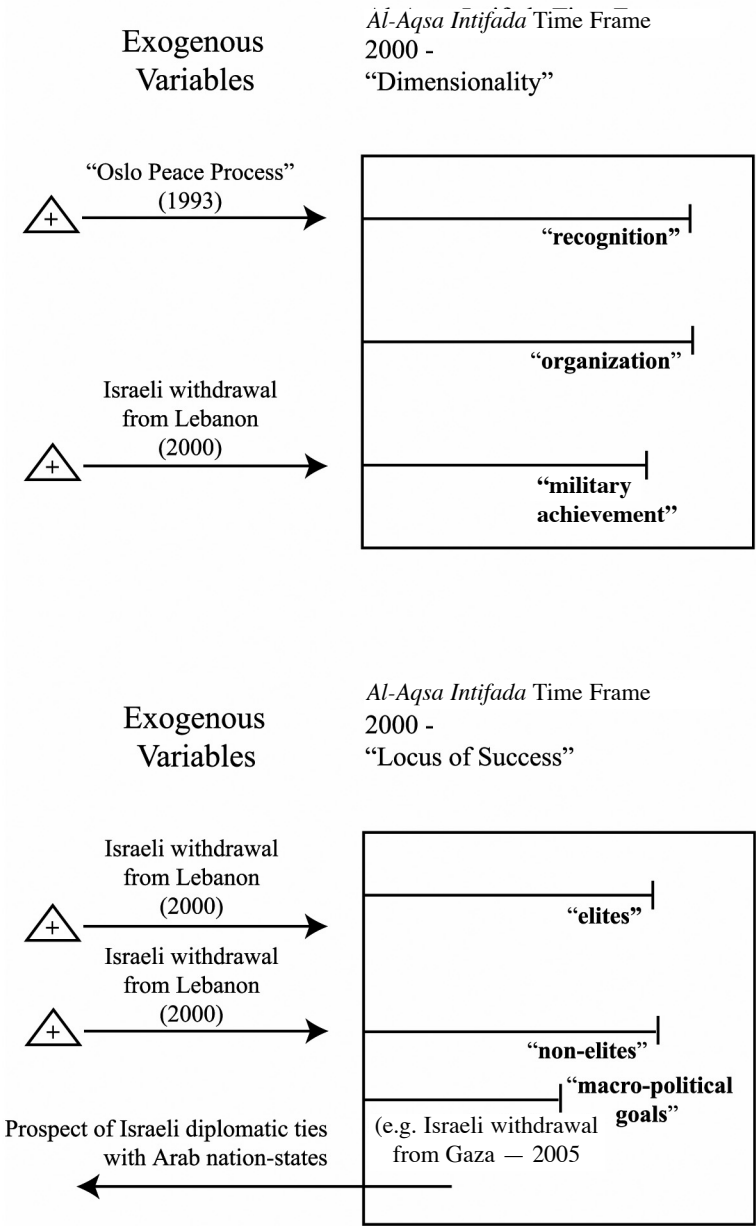 Exogenous
Variables
Al-Aqsa Intifada Time Frame
2000 -
“Dimensionality”
“Oslo Peace Process”
(1993)
+
“recognition”
“organization”
Israeli withdrawal
from Lebanon
(2000)
+
“military
achievement”
Exogenous
Variables
Al-Aqsa Intifada Time Frame
2000 -
“Locus of Success”
Israeli withdrawal
from Lebanon
(2000)
+
“elites”
Israeli withdrawal
from Lebanon
(2000)
+
“non-elites”
“macro-political
goals”
(e.g. Israeli withdrawal
from Gaza — 2005
Prospect of Israeli diplomatic ties
with Arab nation-states